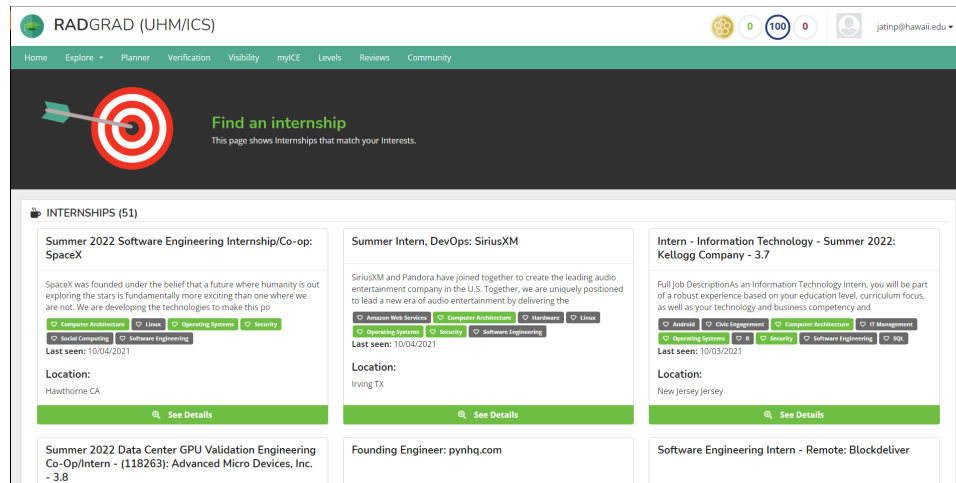 RADGRAD (UHM/ICS)
0 100 0 jatinp@hawaii.edu
Home Explore Planner Verification Visibility myICE Levels Reviews Community
Find an internship
This page shows Internships that match your Interests.
INTERNSHIPS (51)
Summer 2022 Software Engineering Internship/Co-op:
SpaceX
SpaceX was founded under the belief that a future where humanity is out
exploring the stars is fundamentally more exciting than one where we
are not. We are developing the technologies to make this po
Computer Architecture Linux Operating Systems Security
Social Computing Software Engineering
Last seen: 10/04/2021
Location:
Hawthorne CA
See Details
Summer Intern, DevOps: SiriusXM
SiriusXM and Pandora have joined together to create the leading audio
entertainment company in the U.S. Together, we are uniquely positioned
to lead a new era of audio entertainment by delivering the
Amazon Web Services Computer Architecture Hardware Linux
Operating Systems Security Software Engineering
Last seen: 10/04/2021
Location:
Irving TX
See Details
Intern - Information Technology - Summer 2022:
Kellogg Company - 3.7
Full Job DescriptionAs an Information Technology Intern, you will be part
of a robust experience based on your education level, curriculum focus,
as well as your technology and business competency and
Android Civic Engagement Computer Architecture IT Management
Operating Systems R Security Software Engineering SQL
Last seen: 10/03/2021
Location:
New Jersey Jersey
See Details
Summer 2022 Data Center GPU Validation Engineering
Co-Op/Intern - (118263): Advanced Micro Devices, Inc.
- 3.8
Founding Engineer: pynhq.com
Software Engineering Intern - Remote: Blockdeliver